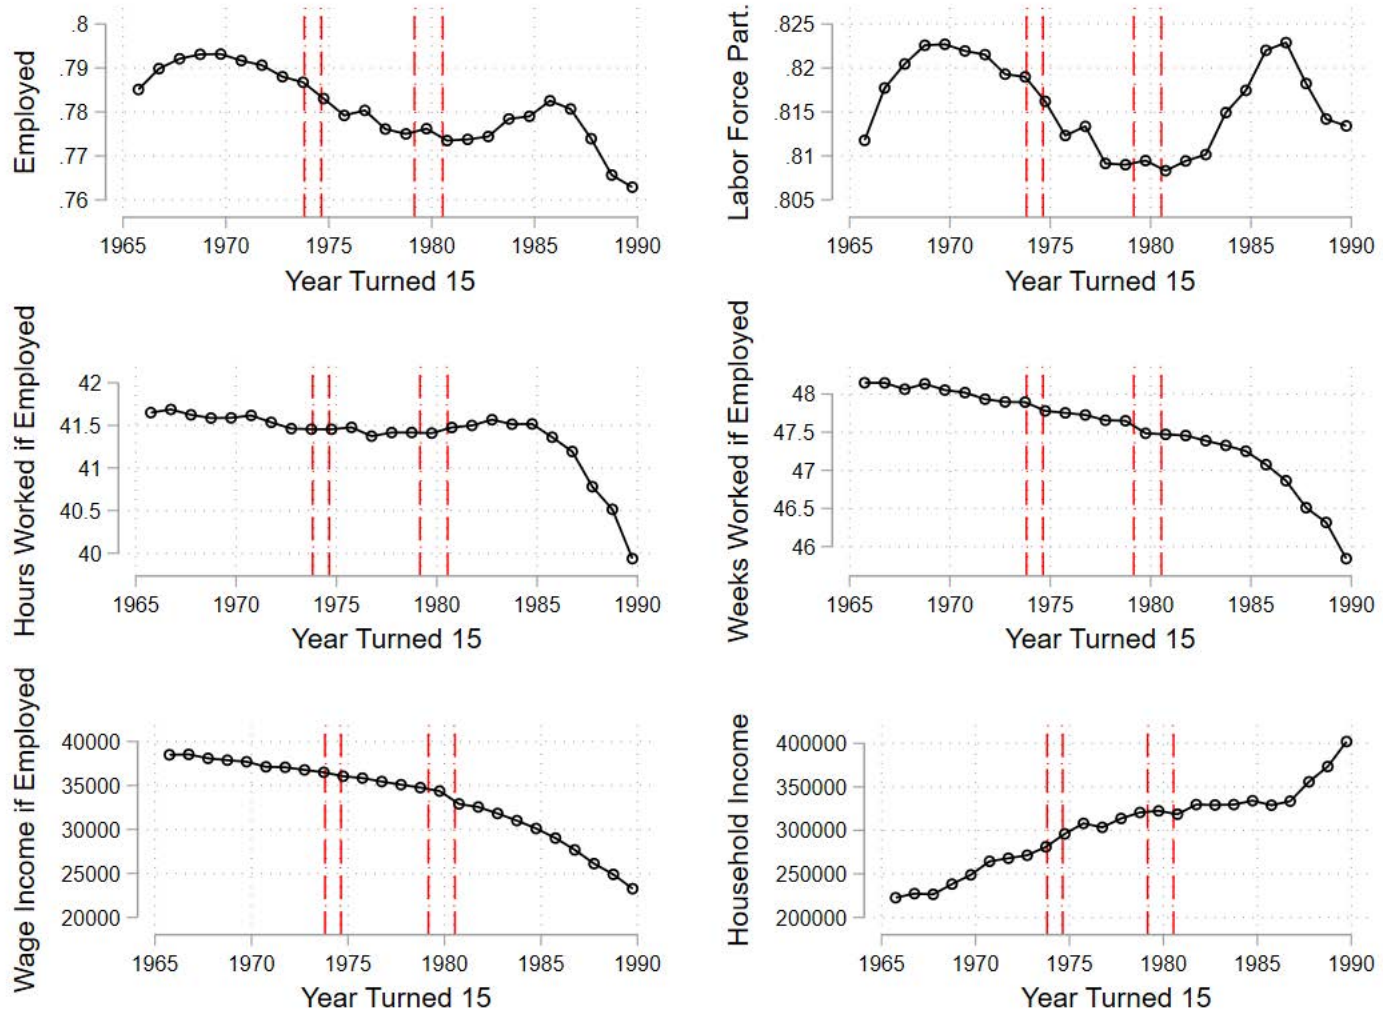 Employed
.8
.79
.78
.77
.76
1965 1970 1975 1980 1985 1990
Year Turned 15
Labor Force Part.
.825
.82
.815
.81
.805
1965 1970 1975 1980 1985 1990
Year Turned 15
Hours Worked if Employed
42
41.5
41
40.5
40
1965 1970 1975 1980 1985 1990
Year Turned 15
Weeks Worked if Employed
48
47.5
47
46.5
46
1965 1970 1975 1980 1985 1990
Year Turned 15
Wage Income if Employed
40000
35000
30000
25000
20000
1965 1970 1975 1980 1985 1990
Year Turned 15
Household Income
400000
350000
300000
250000
200000
1965 1970 1975 1980 1985 1990
Year Turned 15